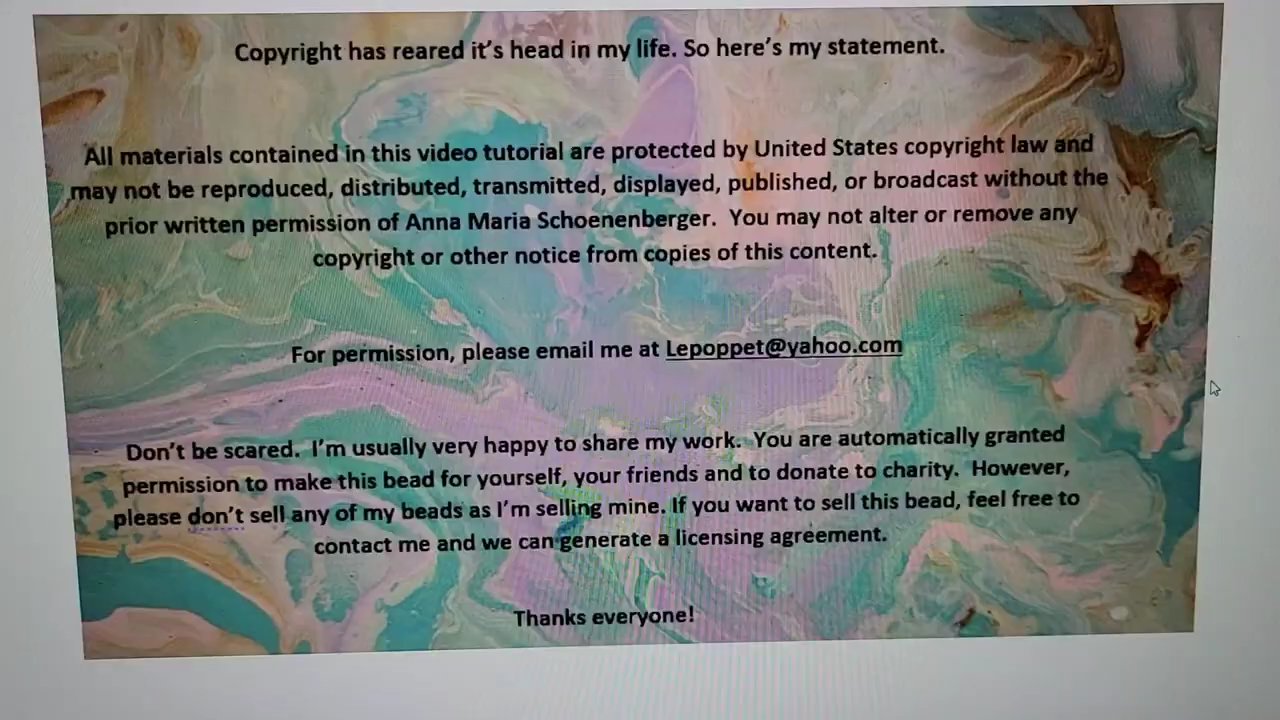 Copyright has reared it's head in my life. So here's my statement.
All materials contained in this video tutorial are protected by United States copyright law and
may not be reproduced, distributed, transmitted, displayed, published, or broadcast without the
prior written permission of Anna Maria Schoenenberger. You may not alter or remove any
copyright or other notice from copies of this content.
For permission, please email me at Lepoppet@yahoo.com
Don't be scared. I'm usually very happy to share my work. You are automatically granted
permission to make this bead for yourself, your friends and to donate to charity. However,
please don't sell any of my beads as I'm selling mine. If you want to sell this bead, feel free to
contact me and we can generate a licensing agreement.
Thanks everyone!